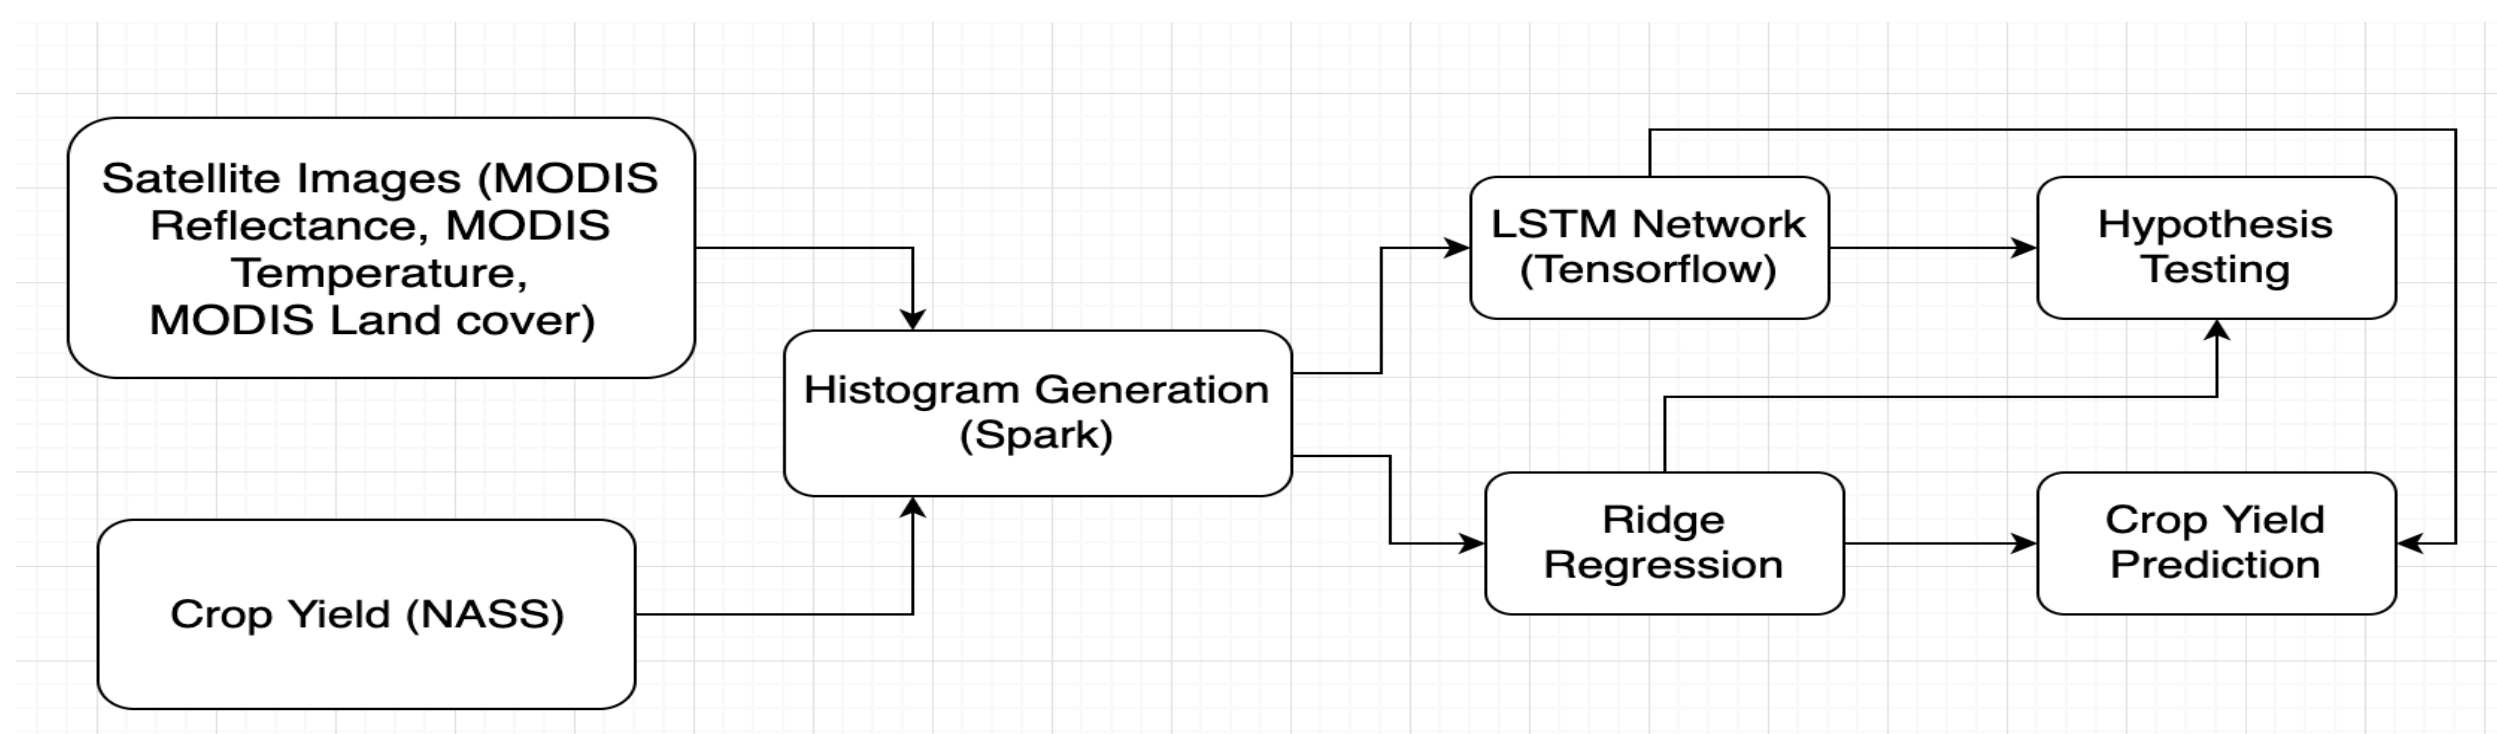 Satellite Images (MODIS
Reflectance, MODIS
Temperature,
MODIS Land cover)
Crop Yield (NASS)
Histogram Generation
(Spark)
LSTM Network
(Tensorflow)
Hypothesis
Testing
Ridge
Regression
Crop Yield
Prediction